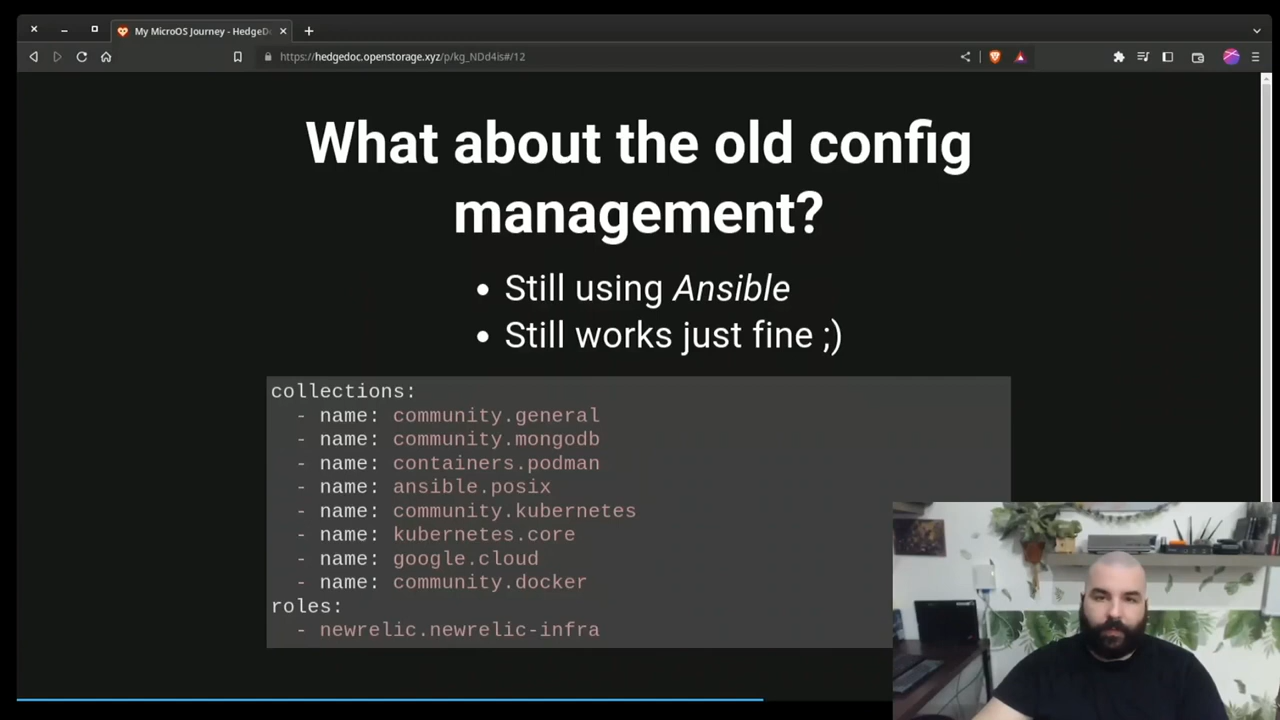 My MicroOS Journey - HedgeD
https://hedgedoc.openstorage.xyz/p/kg_NDd4is#/12
What about the old config
management?
• Still using Ansible
• Still works just fine ;)
collections:
- name: community.general
- name: community.mongodb
- name: containers.podman
- name: ansible.posix
- name: community.kubernetes
- name: kubernetes.core
- name: google.cloud
- name: community.docker
roles:
- newrelic.newrelic-infra